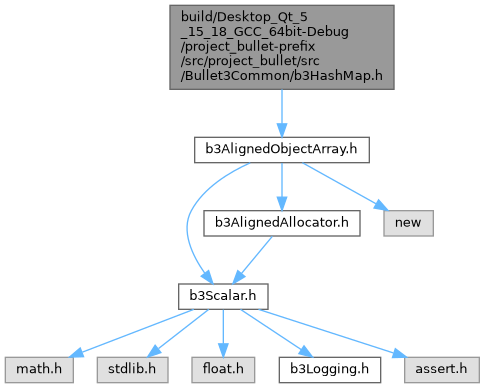 build/Desktop_Qt_5
_15_18_GCC_64bit-Debug
/project_bullet-prefix
/src/project_bullet/src
/Bullet3Common/b3HashMap.h
b3AlignedObjectArray.h
b3AlignedAllocator.h
new
b3Scalar.h
math.h
stdlib.h
float.h
b3Logging.h
assert.h